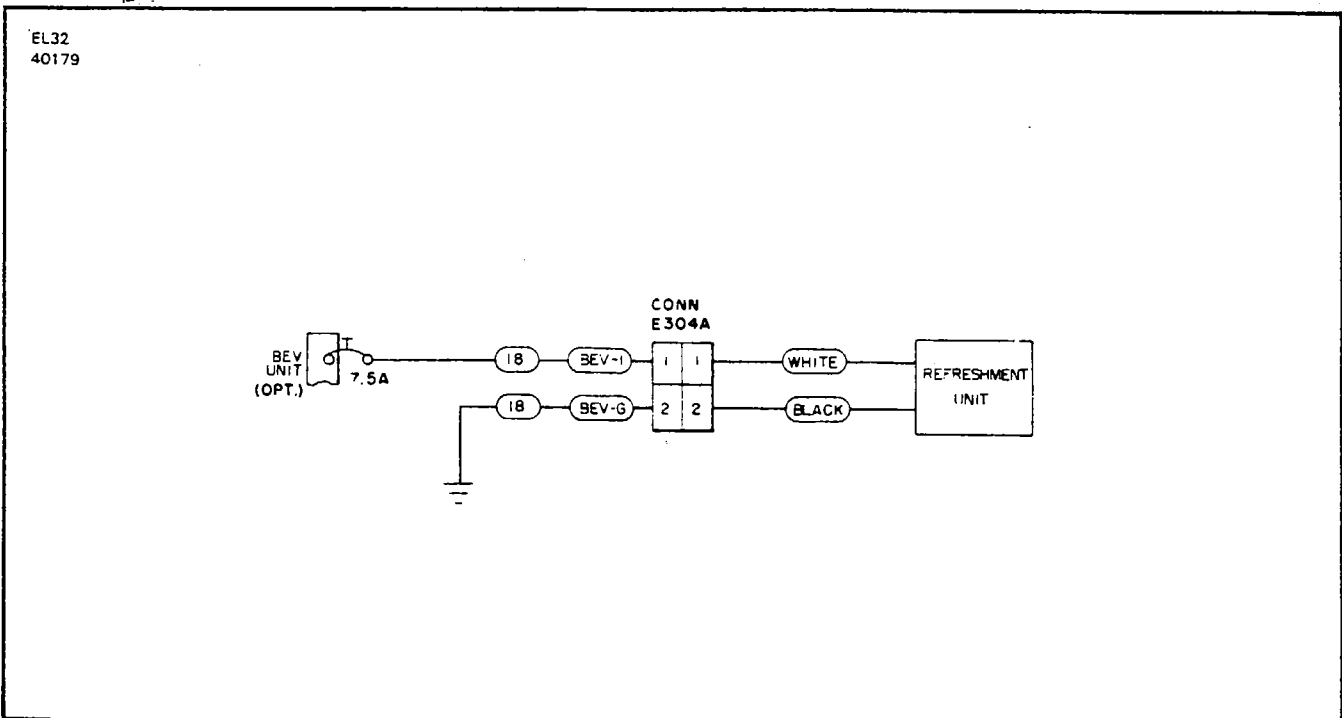 EL32
40179
CONN
E304A
BEV
UNIT
(OPT.)
7.5A
18
BEV-1
1
1
WHITE
REFRESHMENT
UNIT
18
BEV-G
2
2
BLACK